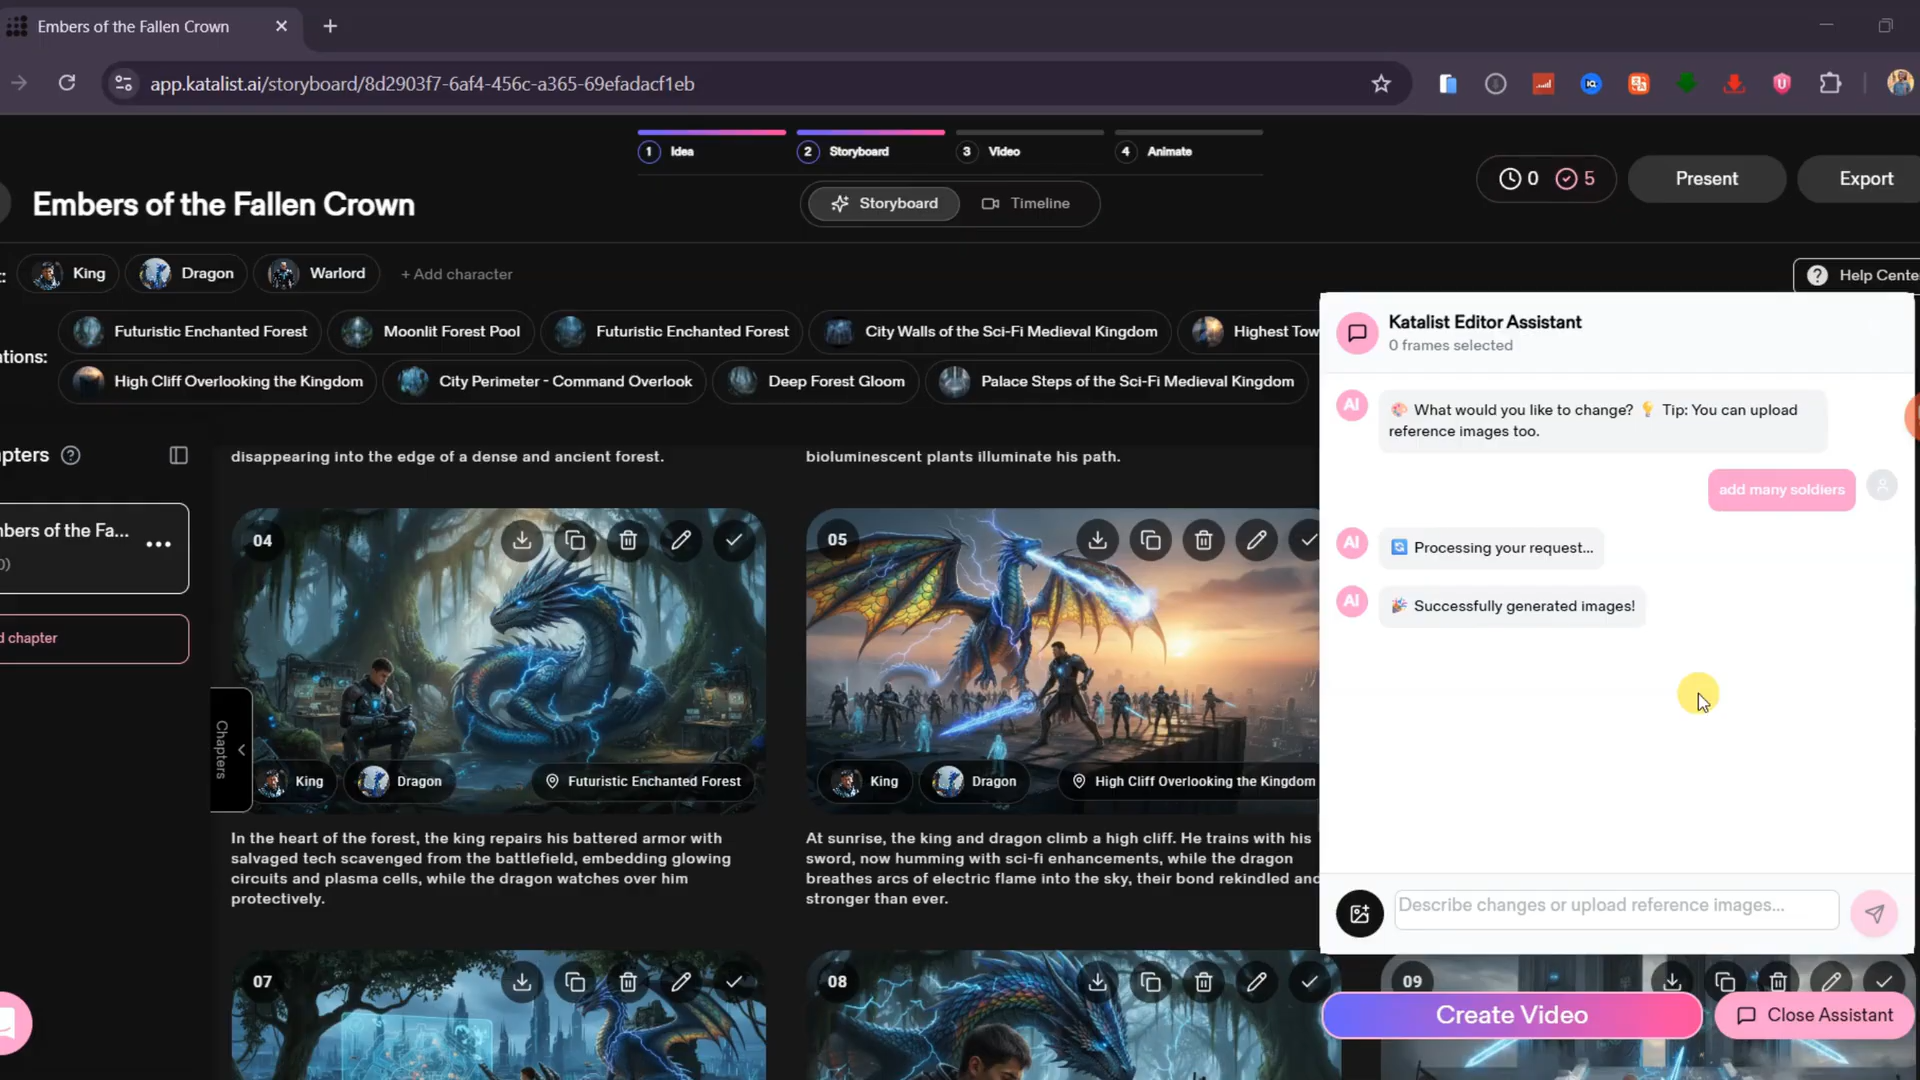 Embers of the Fallen Crown
app.katalist.ai/storyboard/8d2903f7-6af4-456c-a365-69efadacf1eb
1 Idea
2 Storyboard
3 Video
4 Animate
Embers of the Fallen Crown
Storyboard
Timeline
0
5
Present
Export
t:
King
Dragon
Warlord
+ Add character
Help Cente
ations:
Futuristic Enchanted Forest
Moonlit Forest Pool
Futuristic Enchanted Forest
City Walls of the Sci-Fi Medieval Kingdom
Highest Tow
High Cliff Overlooking the Kingdom
City Perimeter - Command Overlook
Deep Forest Gloom
Palace Steps of the Sci-Fi Medieval Kingdom
apters
mbers of the Fa...
0)
d chapter
Chapters
disappearing into the edge of a dense and ancient forest.
bioluminescent plants illuminate his path.
04
King
Dragon
Futuristic Enchanted Forest
In the heart of the forest, the king repairs his battered armor with
salvaged tech scavenged from the battlefield, embedding glowing
circuits and plasma cells, while the dragon watches over him
protectively.
05
King
Dragon
High Cliff Overlooking the Kingdom
At sunrise, the king and dragon climb a high cliff. He trains with his
sword, now humming with sci-fi enhancements, while the dragon
breathes arcs of electric flame into the sky, their bond rekindled and
stronger than ever.
07
08
09
Katalist Editor Assistant
0 frames selected
AI
🎨 What would you like to change? 💡 Tip: You can upload
reference images too.
add many soldiers
AI
🔄 Processing your request...
AI
🎉 Successfully generated images!
Describe changes or upload reference images...
Create Video
Close Assistant